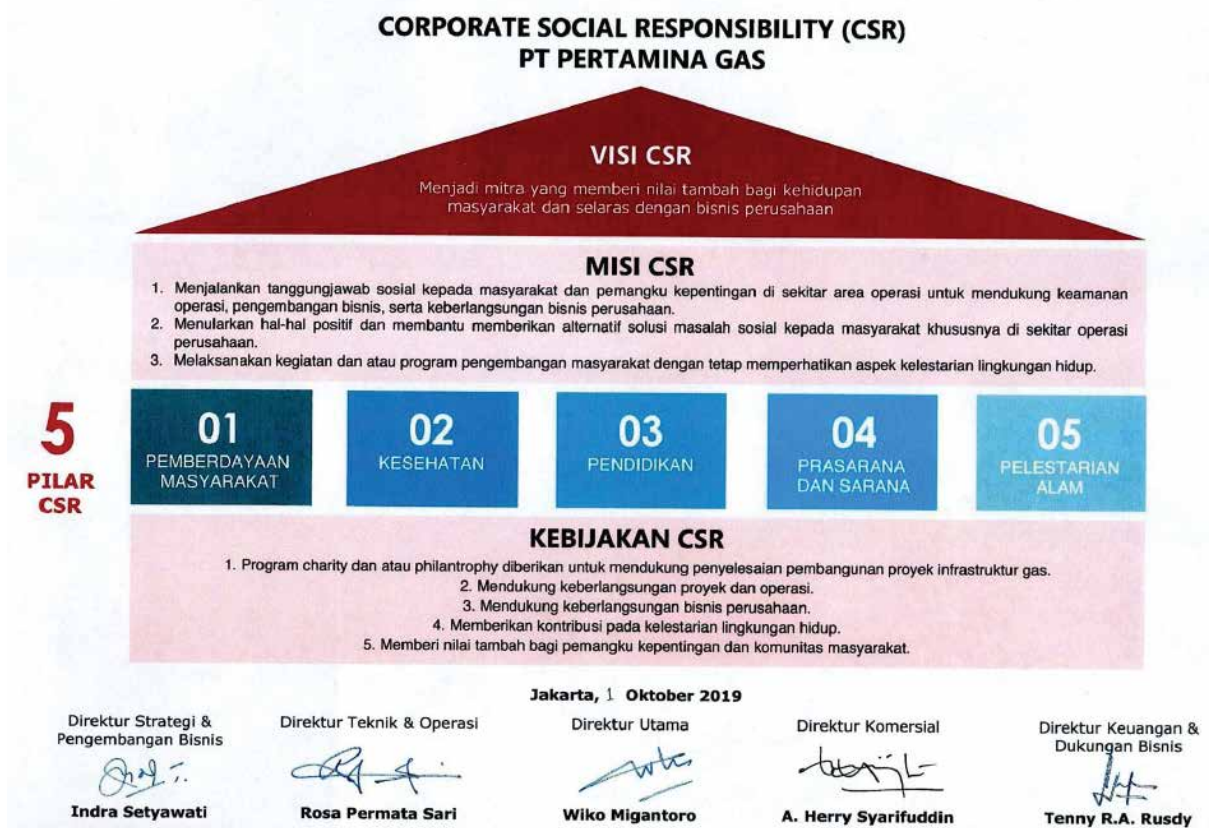 CORPORATE SOCIAL RESPONSIBILITY (CSR)
PT PERTAMINA GAS
VISI CSR
Menjadi mitra yang memberi nilai tambah bagi kehidupan
masyarakat dan selaras dengan bisnis perusahaan
MISI CSR
1. Menjalankan tanggungjawab sosial kepada masyarakat dan pemangku kepentingan di sekitar area operasi untuk mendukung keamanan
operasi, pengembangan bisnis, serta keberlangsungan bisnis perusahaan.
2. Menularkan hal-hal positif dan membantu memberikan alternatif solusi masalah sosial kepada masyarakat khususnya di sekitar operasi
perusahaan.
3. Melaksanakan kegiatan dan atau program pengembangan masyarakat dengan tetap memperhatikan aspek kelestarian lingkungan hidup.
5
PILAR
CSR
01
PEMBERDAYAAN
MASYARAKAT
02
KESEHATAN
03
PENDIDIKAN
04
PRASARANA
DAN SARANA
05
PELESTARIAN
ALAM
KEBIJAKAN CSR
1. Program charity dan atau philantrophy diberikan untuk mendukung penyelesaian pembangunan proyek infrastruktur gas.
2. Mendukung keberlangsungan proyek dan operasi.
3. Mendukung keberlangsungan bisnis perusahaan.
4. Memberikan kontribusi pada kelestarian lingkungan hidup.
5. Memberi nilai tambah bagi pemangku kepentingan dan komunitas masyarakat.
Jakarta, 1 Oktober 2019
Direktur Strategi &
Pengembangan Bisnis
Indra Setyawati
Direktur Teknik & Operasi
Rosa Permata Sari
Direktur Utama
Wiko Migantoro
Direktur Komersial
A. Herry Syarifuddin
Direktur Keuangan &
Dukungan Bisnis
Tenny R.A. Rusdy